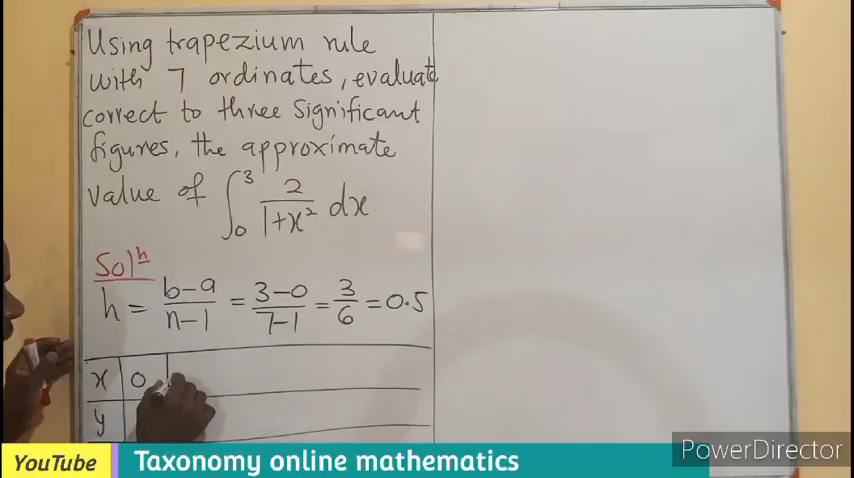 Using trapezium rule
with 7 ordinates, evaluate
correct to three significant
figures, the approximate
value of ∫₀³ 2/(1+x²) dx
Solⁿ
h = (b-a)/(n-1) = (3-0)/(7-1) = 3/6 = 0.5
x 0
y
YouTube Taxonomy online mathematics
PowerDirector